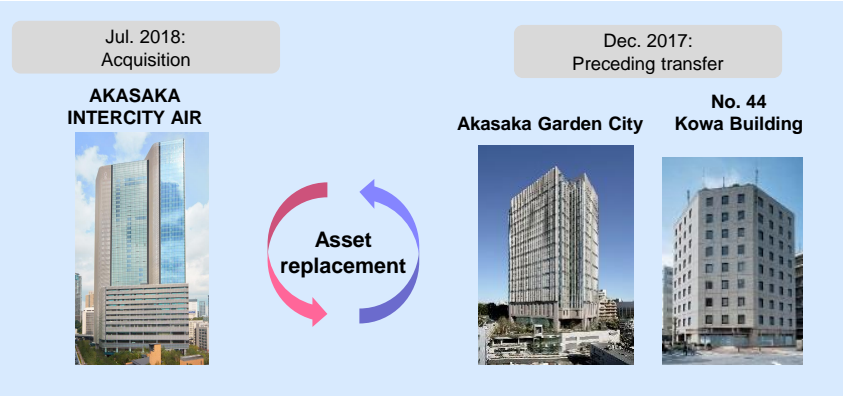 Jul. 2018:
Acquisition
AKASAKA
INTERCITY AIR
Asset
replacement
Dec. 2017:
Preceding transfer
Akasaka Garden City
No. 44
Kowa Building